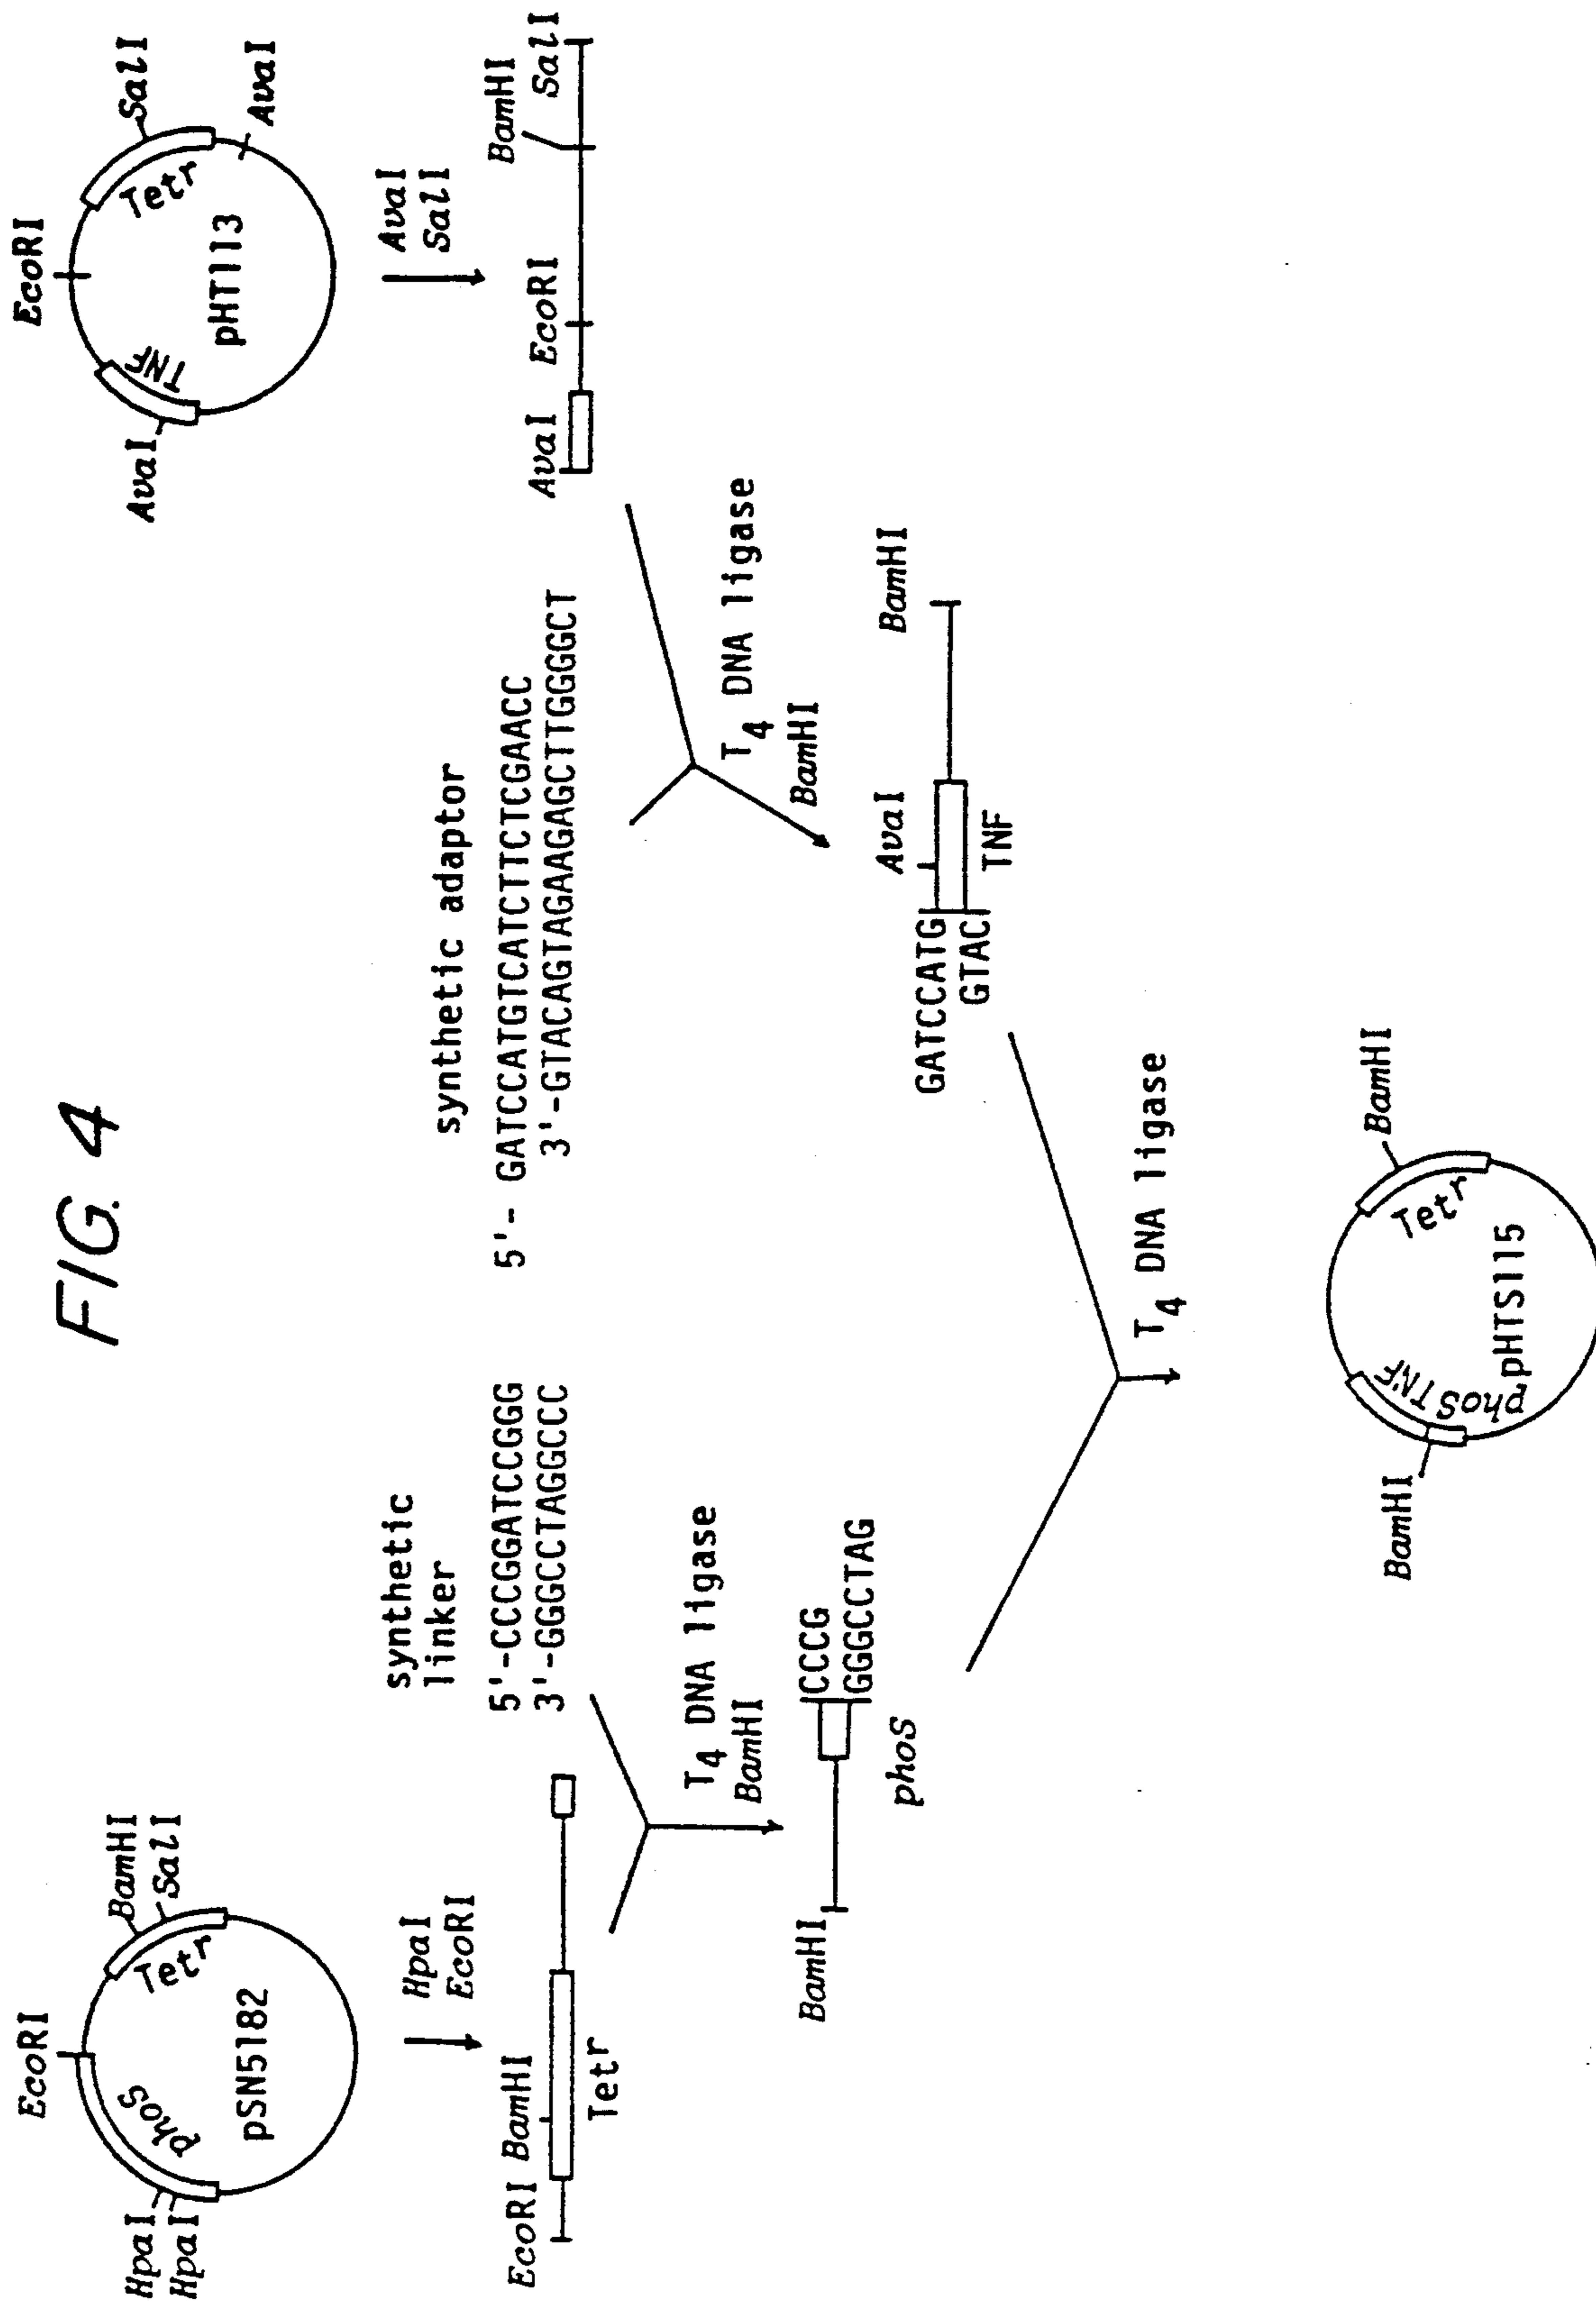 FIG. 4
EcoRI
HpaI
HpaI
phoS
Tetr
BamHI
SalI
pSN5182
HpaI
EcoRI
EcoRI BamHI
Tetr
synthetic
linker
5'-CCCGGATCCGGG
3'-GGGCCTAGGCCC
T4 DNA ligase
BamHI
BamHI
CCCG
GGGCCTAG
phoS
EcoRI
AvaI
TNF
Tetr
SalI
AvaI
pHT113
AvaI
SalI
AvaI EcoRI BamHI SalI
synthetic adaptor
5'- GATCCATGTCATCTTCTCGAACC
3'-GTACAGTAGAAGAGCTTGGGGCT
T4 DNA ligase
BamHI
GATCCATG
GTAC
AvaI
BamHI
TNF
T4 DNA ligase
BamHI
phoS TNF
Tetr
BamHI
pHTS115